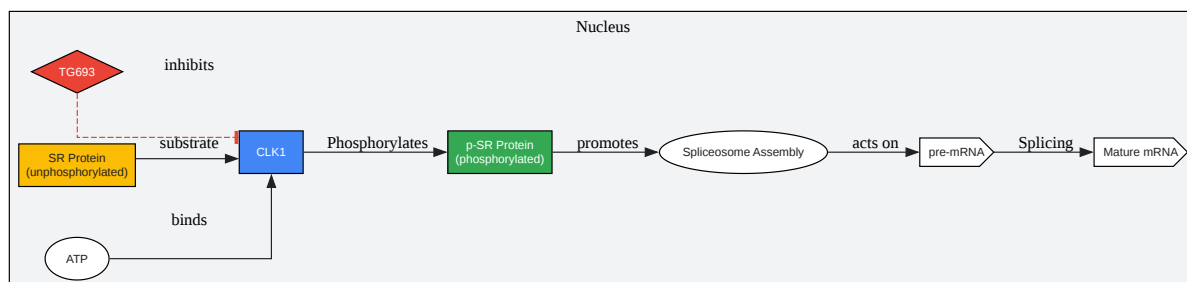 Nucleus
TG693
inhibits
SR Protein
(unphosphorylated)
substrate
CLK1
Phosphorylates
p-SR Protein
(phosphorylated)
promotes
Spliceosome Assembly
acts on
pre-mRNA
Splicing
Mature mRNA
binds
ATP